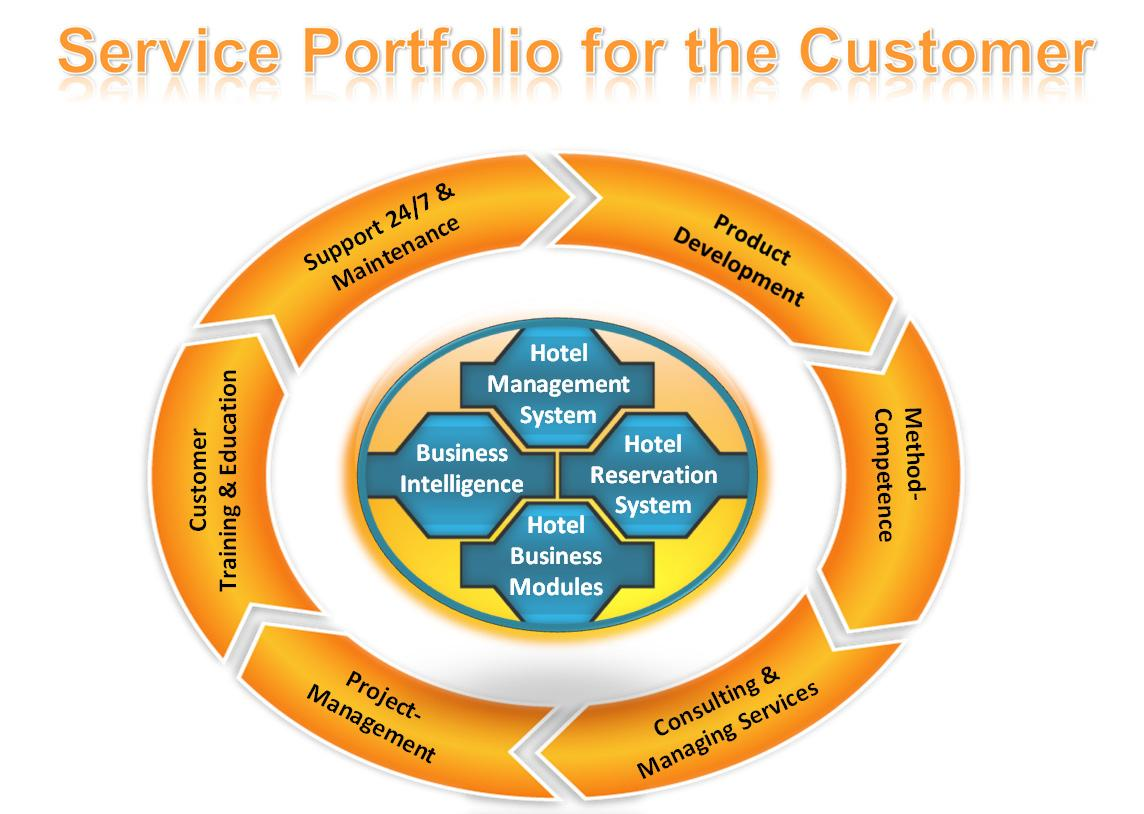 Service Portfolio for the Customer
Support 24/7 &
Maintenance
Product
Development
Method-
Competence
Consulting &
Managing Services
Project-
Management
Customer
Training & Education
Hotel
Management
System
Business
Intelligence
Hotel
Reservation
System
Hotel
Business
Modules